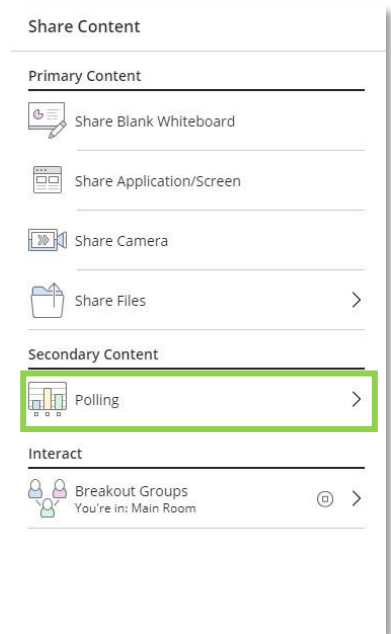 Share Content
Primary Content
Share Blank Whiteboard
Share Application/Screen
Share Camera
Share Files
Secondary Content
Polling
Interact
Breakout Groups
You're in: Main Room